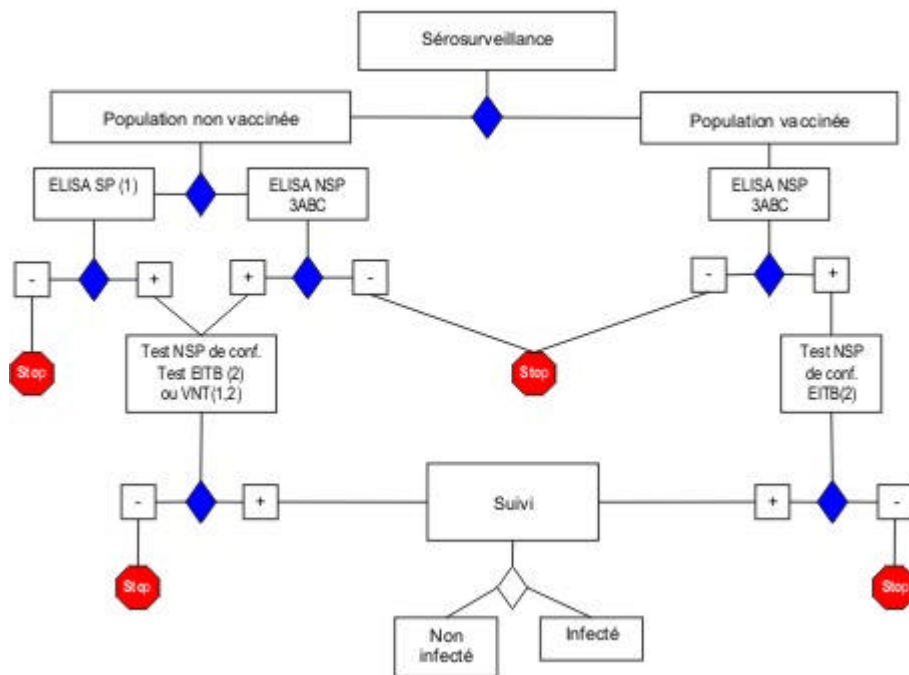 Sérosurveillance
Population non vaccinée
Population vaccinée
ELISA SP (1)
ELISA NSP
3ABC
ELISA NSP
3ABC
-
+
+
-
-
+
Stop
Test NSP de conf.
Test EITB (2)
ou VNT(1,2)
Stop
Test NSP
de conf.
EITB(2)
-
+
Suivi
+
-
Stop
Stop
Non
infecté
Infecté